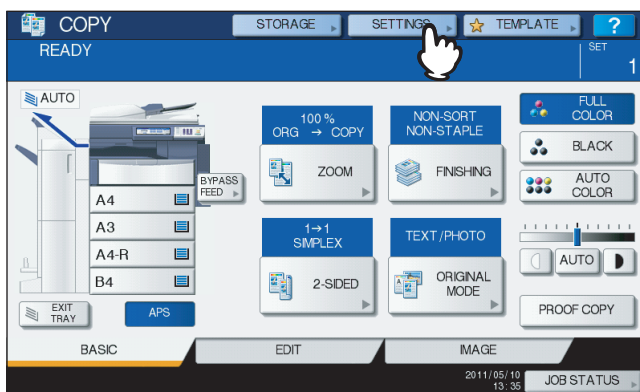 COPY
STORAGE
SETTINGS
TEMPLATE
?
READY
SET
1
AUTO
100 %
ORG → COPY
ZOOM
NON-SORT
NON-STAPLE
FINISHING
FULL
COLOR
BLACK
AUTO
COLOR
BYPASS
FEED
A4
A3
A4-R
B4
1→1
SIMPLEX
2-SIDED
TEXT/PHOTO
ORIGINAL
MODE
AUTO
EXIT
TRAY
APS
PROOF COPY
BASIC
EDIT
IMAGE
2011/05/10
13:35
JOB STATUS